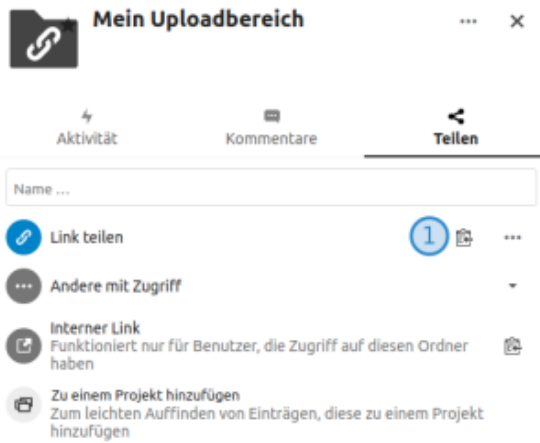 Mein Uploadbereich
Aktivität
Kommentare
Teilen
Name ...
Link teilen
1
Andere mit Zugriff
Interner Link
Funktioniert nur für Benutzer, die Zugriff auf diesen Ordner
haben
Zu einem Projekt hinzufügen
Zum leichten Auffinden von Einträgen, diese zu einem Projekt
hinzufügen